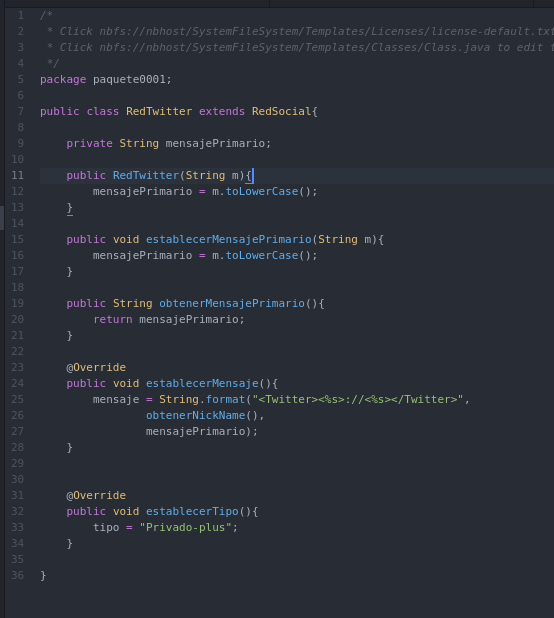 1 /*
2  * Click nbfs://nbhost/SystemFileSystem/Templates/Licenses/license-default.txt
3  * Click nbfs://nbhost/SystemFileSystem/Templates/Classes/Class.java to edit t
4  */
5 package paquete0001;
6
7 public class RedTwitter extends RedSocial{
8
9     private String mensajePrimario;
10
11     public RedTwitter(String m){
12         mensajePrimario = m.toLowerCase();
13     }
14
15     public void establecerMensajePrimario(String m){
16         mensajePrimario = m.toLowerCase();
17     }
18
19     public String obtenerMensajePrimario(){
20         return mensajePrimario;
21     }
22
23     @Override
24     public void establecerMensaje(){
25         mensaje = String.format("<Twitter><%s>://<%s></Twitter>",
26                 obtenerNickName(),
27                 mensajePrimario);
28     }
29
30
31     @Override
32     public void establecerTipo(){
33         tipo = "Privado-plus";
34     }
35
36 }